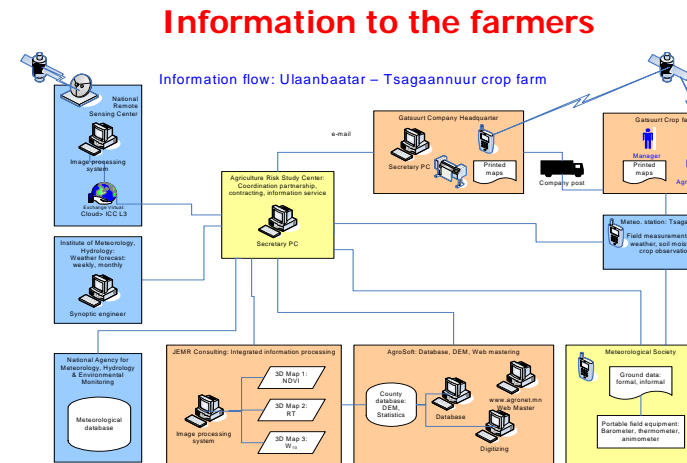 Information to the farmers
Information flow: Ulaanbaatar – Tsagaannuur crop farm
National
Remote
Sensing Center
Image processing
system
Exchange Virtual
Cloud> ICC L3
Institute of Meteorology,
Hydrology:
Weather forecast:
weekly, monthly
Synoptic engineer
National Agency for
Meteorology, Hydrology
& Environmental
Monitoring
Meteorological
database
Agriculture Risk Study Center:
Coordination partnership,
contracting, information service
Secretary PC
e-mail
Gatsuurt Company Headquarter
Secretary PC
Printed
maps
Company post
Gatsuurt Crop fa
Manager
Printed
maps
Agr
Meteo. station: Tsaga
Field measurement
weather, soil mois
crop observatio
JEMR Consulting: Integrated information processing
Image processing
system
3D Map 1:
NDVI
3D Map 2:
RT
3D Map 3:
W₁₀
AgroSoft: Database, DEM, Web mastering
County
database:
DEM,
Statistics
Database
www.agronet.mn
Web Master
Digitizing
Meteorological Society
Ground data:
formal, informal
Portable field equipment:
Barometer, thermometer,
animometer